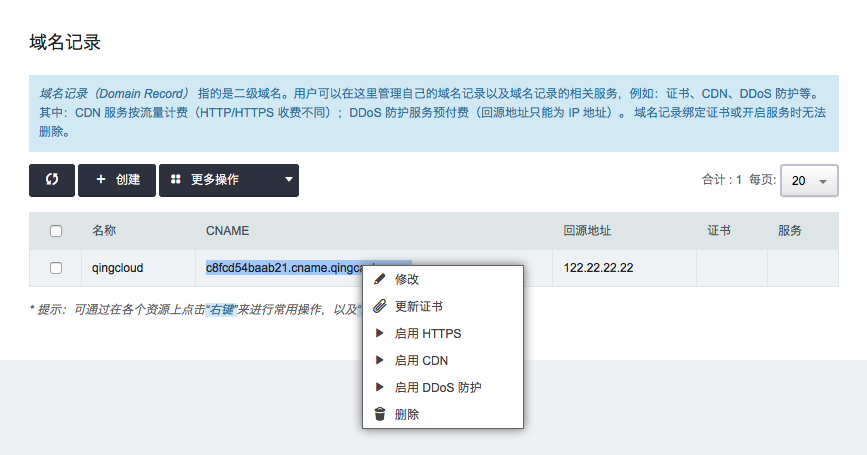 域名记录
域名记录（Domain Record） 指的是二级域名。用户可以在这里管理自己的域名记录以及域名记录的相关服务，例如：证书、CDN、DDoS 防护等。
其中：CDN 服务按流量计费（HTTP/HTTPS 收费不同）；DDoS 防护服务预付费（回源地址只能为 IP 地址）。 域名记录绑定证书或开启服务时无法
删除。
创建 更多操作 合计 : 1 每页: 20
名称 CNAME 回源地址 证书 服务
qingcloud c8fcd54baab21.cname.qingc 122.22.22.22
* 提示：可通过在各个资源上点击“右键”来进行常用操作，以及“
修改
更新证书
启用 HTTPS
启用 CDN
启用 DDoS 防护
删除